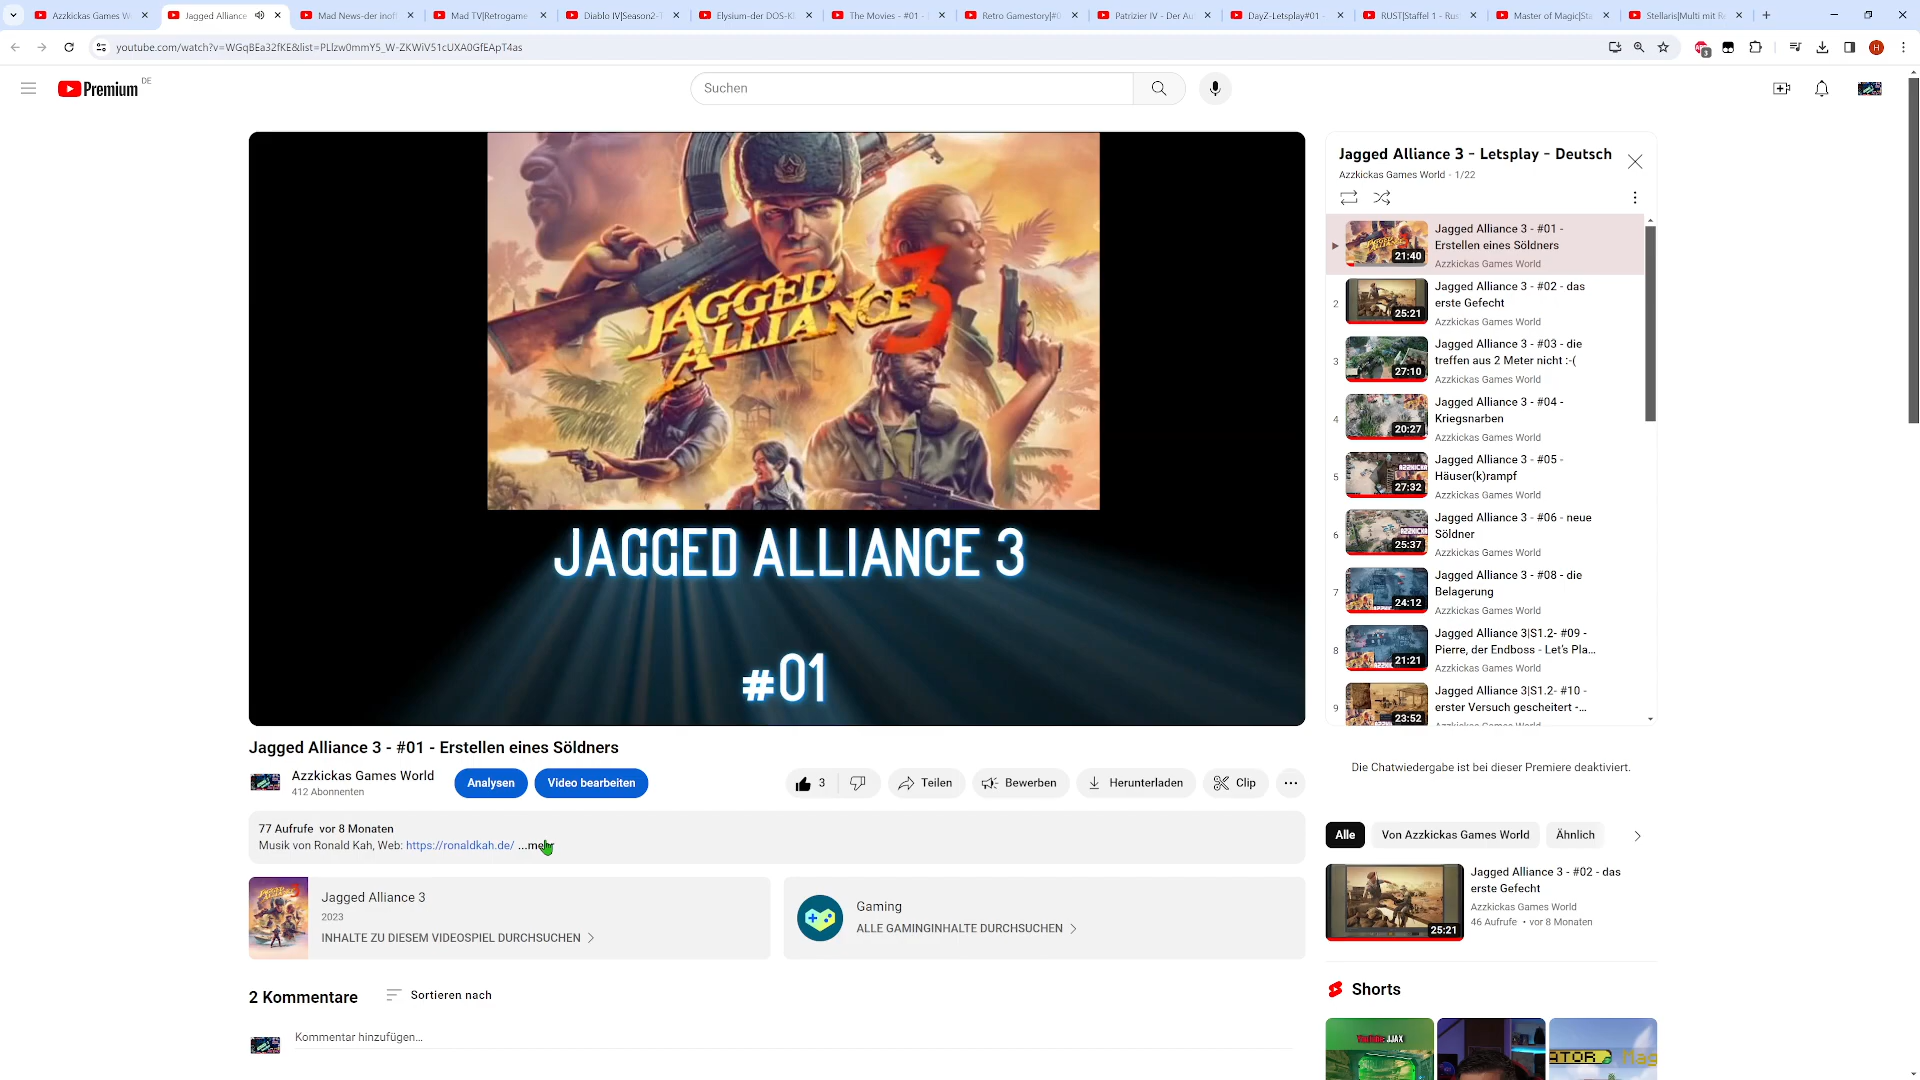 Azzkickas Games We
Jagged Alliance
Mad News-der inof
Mad TV|Retrogame
Diablo IV|Season2-
Elysium-der DOS-K
The Movies - #01 -
Retro Gamestory|#0
Patrizier IV - Der Au
DayZ-Letsplay#01 -
RUST|Staffel 1 - Rus
Master of Magic|Sta
Stellaris|Multi mit R
youtube.com/watch?v=WGqBEa32fKE&list=PLlzw0mmY5_W-ZKWiV51cUXA0GfEApT4as
3
H
Premium
DE
Suchen
JAGGED ALLIANCE 3
JAGGED ALLIANCE 3
#01
Jagged Alliance 3 - Letsplay - Deutsch
Azzkickas Games World · 1/22
Jagged Alliance 3 - #01 -
Erstellen eines Söldners
Azzkickas Games World
21:40
2
Jagged Alliance 3 - #02 - das
erste Gefecht
Azzkickas Games World
25:21
3
Jagged Alliance 3 - #03 - die
treffen aus 2 Meter nicht :-(
Azzkickas Games World
27:10
4
Jagged Alliance 3 - #04 -
Kriegsnarben
Azzkickas Games World
20:27
5
Jagged Alliance 3 - #05 -
Häuser(k)rampf
Azzkickas Games World
27:32
6
Jagged Alliance 3 - #06 - neue
Söldner
Azzkickas Games World
25:37
7
Jagged Alliance 3 - #08 - die
Belagerung
Azzkickas Games World
24:12
8
Jagged Alliance 3|S1.2- #09 -
Pierre, der Endboss - Let's Pla...
Azzkickas Games World
21:21
9
Jagged Alliance 3|S1.2- #10 -
erster Versuch gescheitert -...
Azzkickas Games World
23:52
Jagged Alliance 3 - #01 - Erstellen eines Söldners
Azzkickas Games World
412 Abonnenten
Analysen
Video bearbeiten
3
Teilen
Bewerben
Herunterladen
Clip
77 Aufrufe vor 8 Monaten
Musik von Ronald Kah, Web: https://ronaldkah.de/ ...mehr
Jagged Alliance 3
2023
INHALTE ZU DIESEM VIDEOSPIEL DURCHSUCHEN
Gaming
ALLE GAMINGINHALTE DURCHSUCHEN
2 Kommentare
Sortieren nach
Kommentar hinzufügen...
Die Chatwiedergabe ist bei dieser Premiere deaktiviert.
Alle
Von Azzkickas Games World
Ähnlich
Jagged Alliance 3 - #02 - das
erste Gefecht
Azzkickas Games World
46 Aufrufe • vor 8 Monaten
25:21
Shorts
YouTube: JJAX
ATOR
Mag